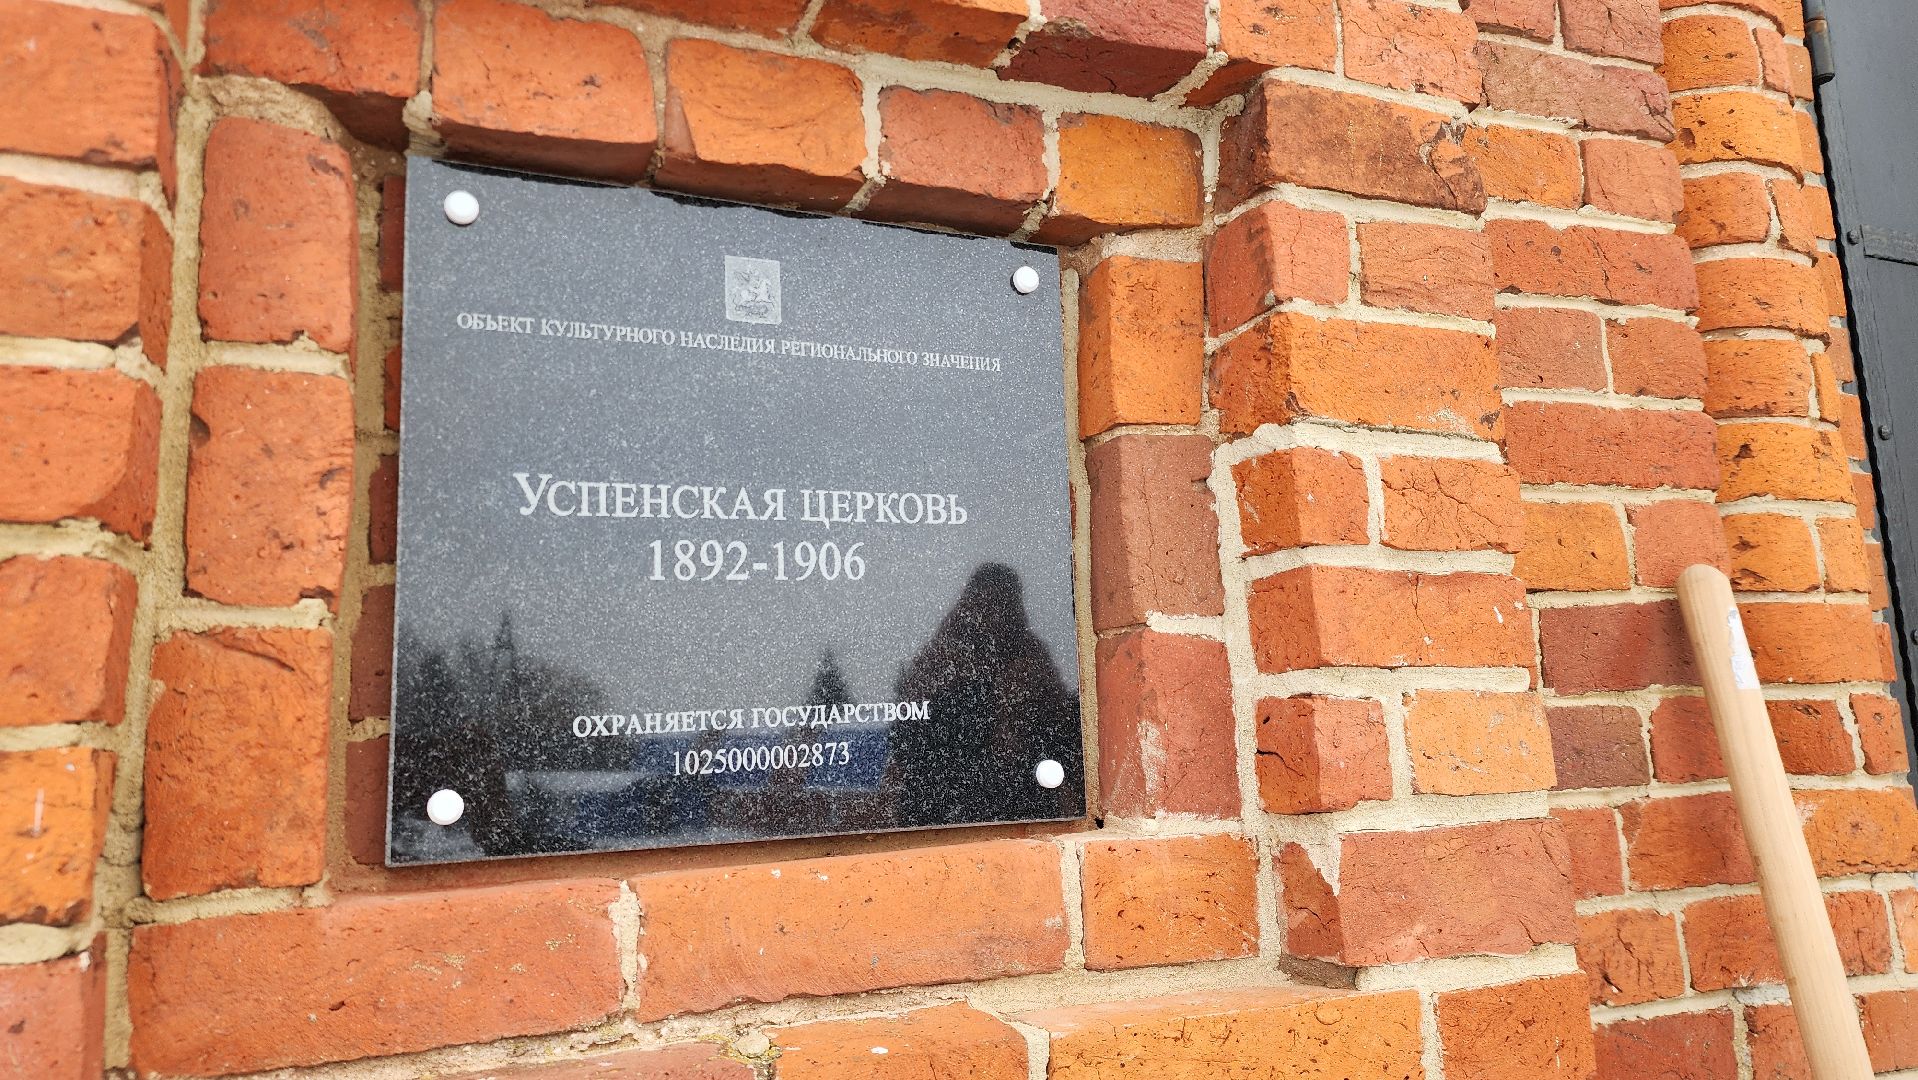 ОБЪЕКТ КУЛЬТУРНОГО НАСЛЕДИЯ РЕГИОНАЛЬНОГО ЗНАЧЕНИЯ
УСПЕНСКАЯ ЦЕРКОВЬ
1892-1906
ОХРАНЯЕТСЯ ГОСУДАРСТВОМ
1025000002873